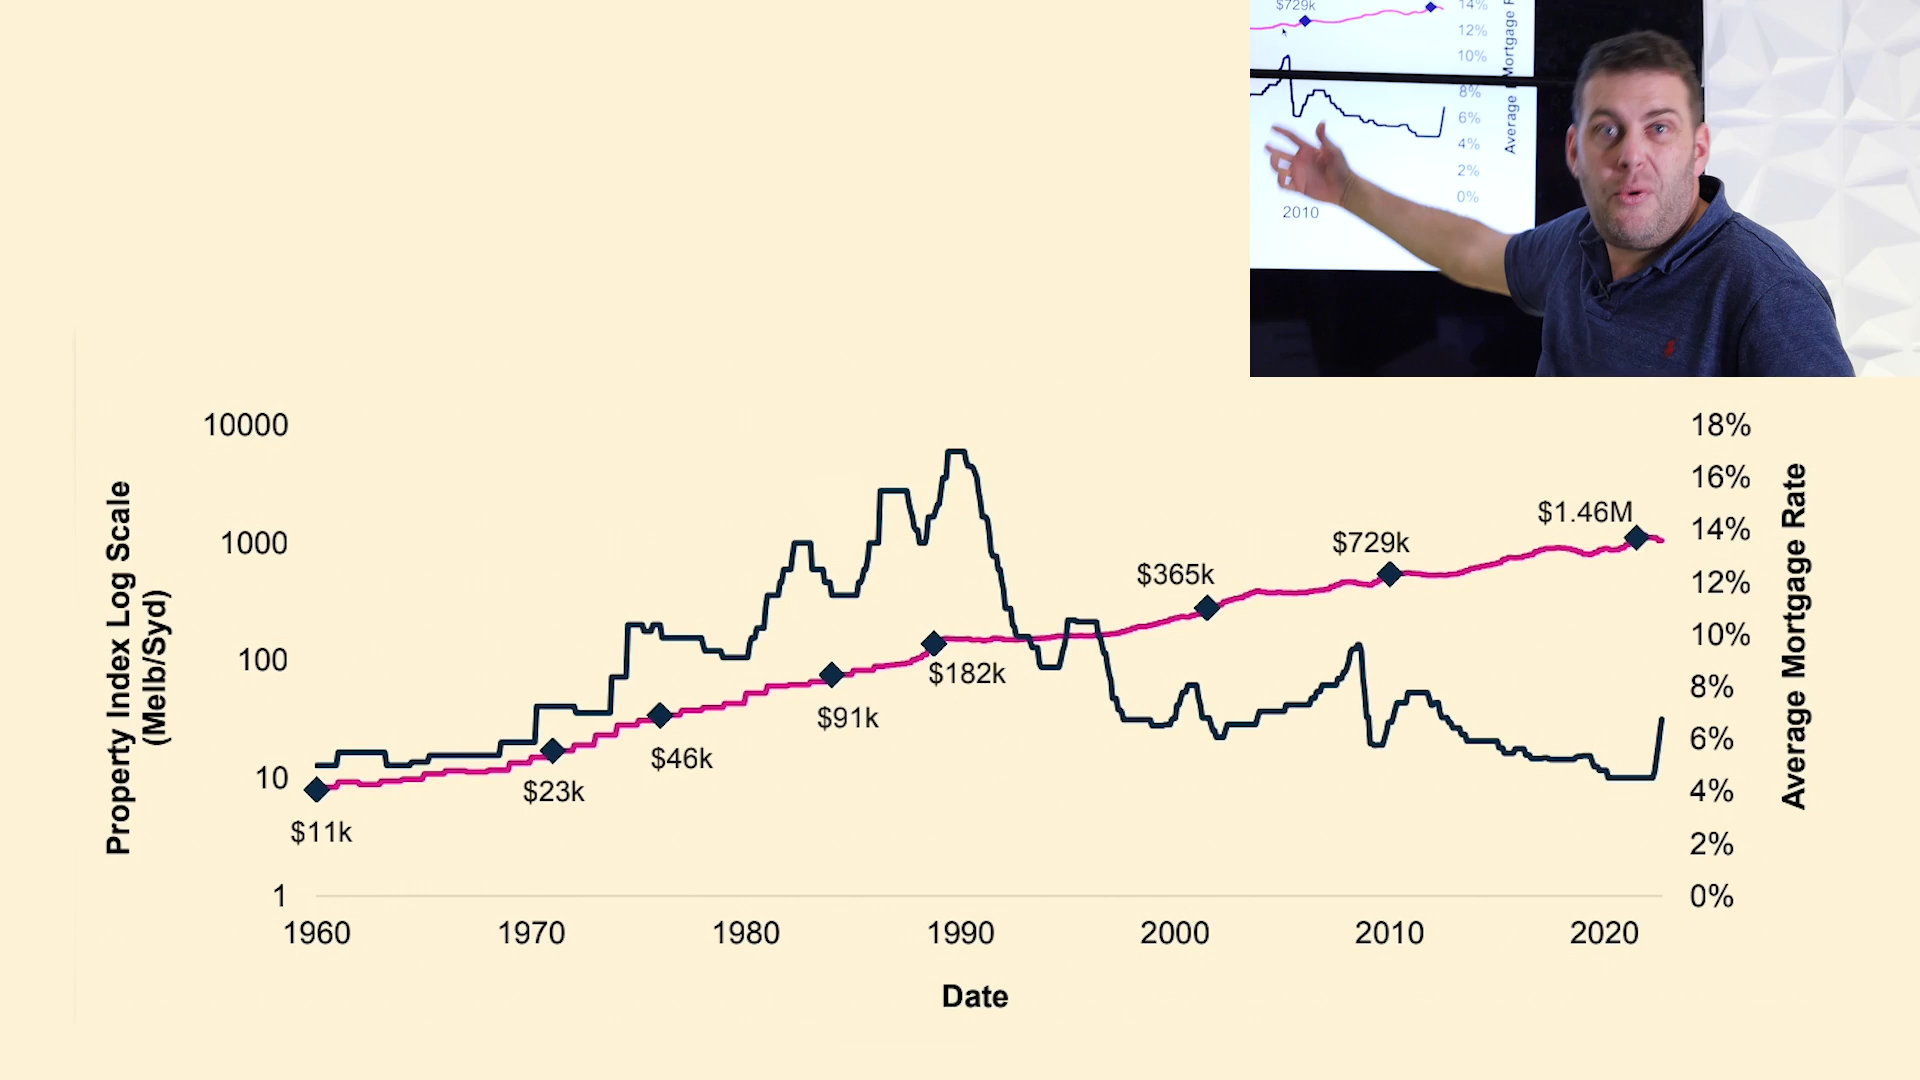 $729k
14%
12%
10%
8%
6%
4%
2%
0%
2010
Average Mortgage R
10000
1000
100
10
1
Property Index Log Scale
(Melb/Syd)
18%
16%
14%
12%
10%
8%
6%
4%
2%
0%
Average Mortgage Rate
$11k
$23k
$46k
$91k
$182k
$365k
$729k
$1.46M
1960
1970
1980
1990
2000
2010
2020
Date